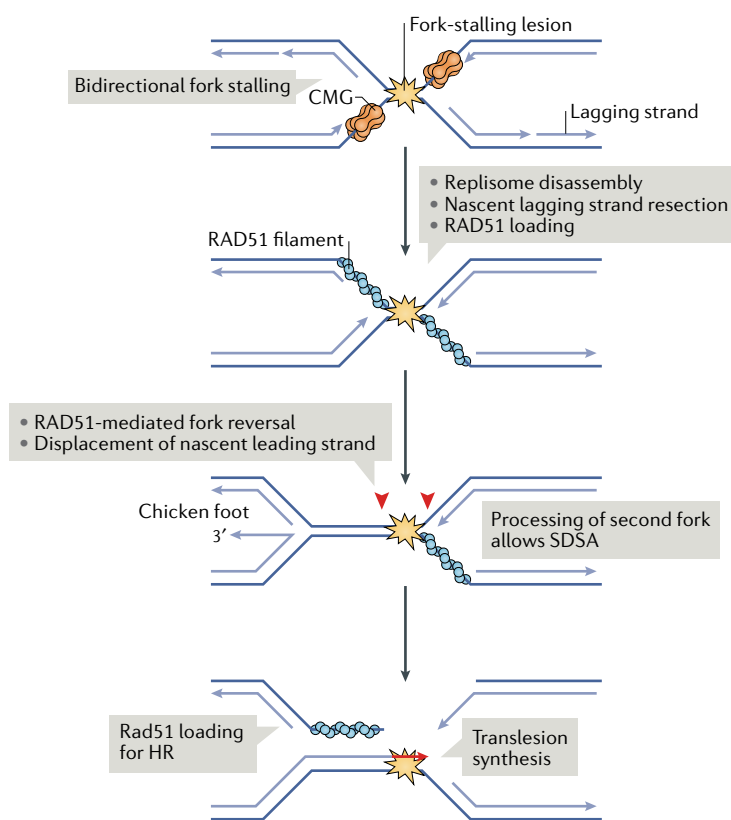 Fork-stalling lesion
Bidirectional fork stalling
CMG
Lagging strand
• Replisome disassembly
• Nascent lagging strand resection
• RAD51 loading
RAD51 filament
• RAD51-mediated fork reversal
• Displacement of nascent leading strand
Chicken foot
3′
Processing of second fork
allows SDSA
Rad51 loading
for HR
Translesion
synthesis